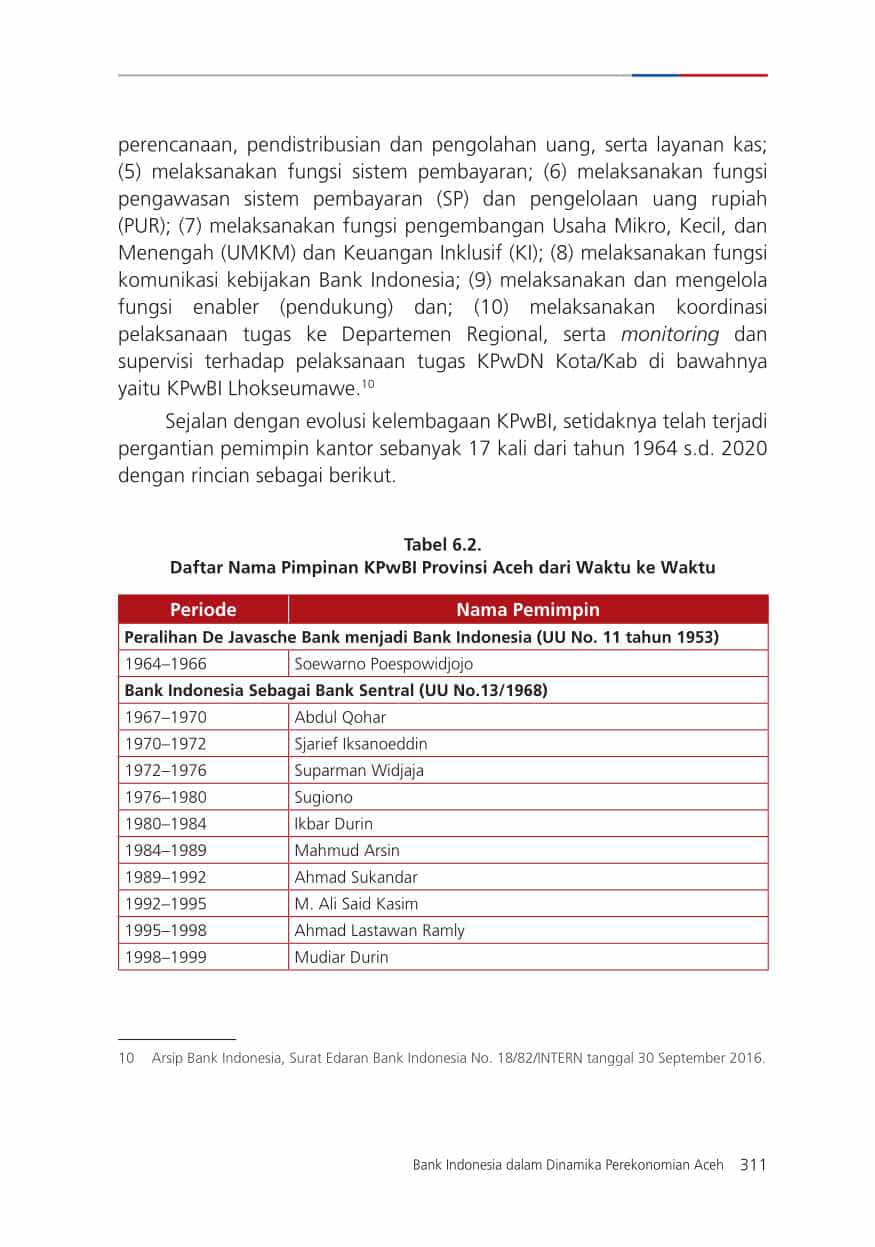 perencanaan, pendistribusian dan pengolahan uang, serta layanan kas;
(5) melaksanakan fungsi sistem pembayaran; (6) melaksanakan fungsi
pengawasan sistem pembayaran (SP) dan pengelolaan uang rupiah
(PUR); (7) melaksanakan fungsi pengembangan Usaha Mikro, Kecil, dan
Menengah (UMKM) dan Keuangan Inklusif (KI); (8) melaksanakan fungsi
komunikasi kebijakan Bank Indonesia; (9) melaksanakan dan mengelola
fungsi enabler (pendukung) dan; (10) melaksanakan koordinasi
pelaksanaan tugas ke Departemen Regional, serta monitoring dan
supervisi terhadap pelaksanaan tugas KPwDN Kota/Kab di bawahnya
yaitu KPwBI Lhokseumawe.10
Sejalan dengan evolusi kelembagaan KPwBI, setidaknya telah terjadi
pergantian pemimpin kantor sebanyak 17 kali dari tahun 1964 s.d. 2020
dengan rincian sebagai berikut.
Tabel 6.2.
Daftar Nama Pimpinan KPwBI Provinsi Aceh dari Waktu ke Waktu
Periode Nama Pemimpin
Peralihan De Javasche Bank menjadi Bank Indonesia (UU No. 11 tahun 1953)
1964–1966 Soewarno Poespowidjojo
Bank Indonesia Sebagai Bank Sentral (UU No.13/1968)
1967–1970 Abdul Qohar
1970–1972 Sjarief Iksanoeddin
1972–1976 Suparman Widjaja
1976–1980 Sugiono
1980–1984 Ikbar Durin
1984–1989 Mahmud Arsin
1989–1992 Ahmad Sukandar
1992–1995 M. Ali Said Kasim
1995–1998 Ahmad Lastawan Ramly
1998–1999 Mudiar Durin
10 Arsip Bank Indonesia, Surat Edaran Bank Indonesia No. 18/82/INTERN tanggal 30 September 2016.
Bank Indonesia dalam Dinamika Perekonomian Aceh 311